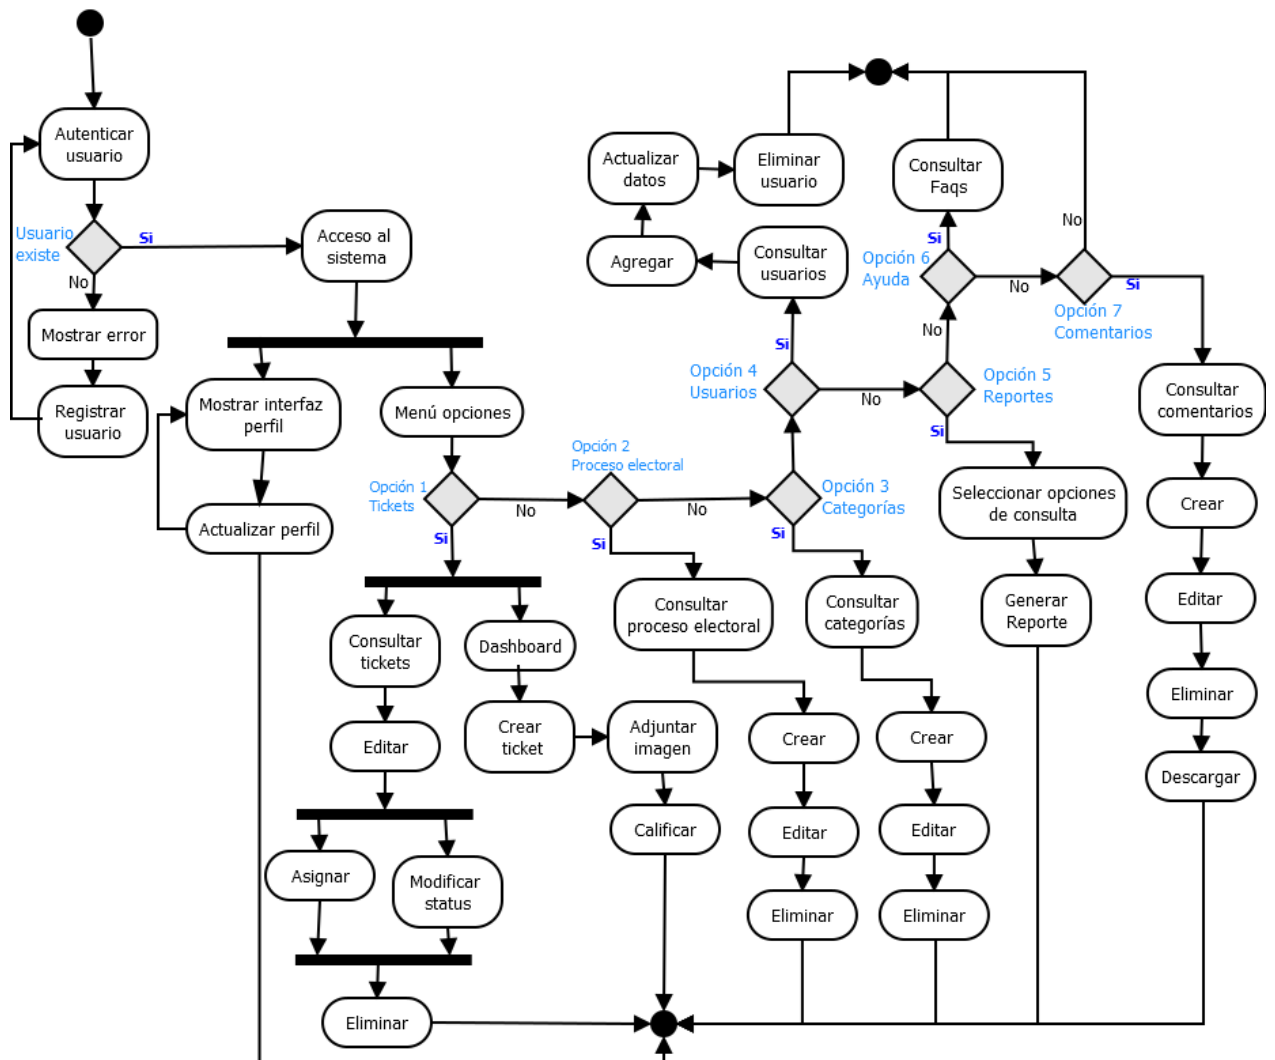 Autenticar
usuario
Usuario
existe
Si
No
Mostrar error
Registrar
usuario
Acceso al
sistema
Mostrar interfaz
perfil
Actualizar perfil
Menú opciones
Opción 1
Tickets
No
Si
Opción 2
Proceso electoral
No
Si
Opción 3
Categorías
Si
Opción 4
Usuarios
Si
No
Consultar
usuarios
Agregar
Actualizar
datos
Eliminar
usuario
Opción 5
Reportes
No
Si
Opción 6
Ayuda
Si
No
Consultar
Faqs
Opción 7
Comentarios
No
Si
Consultar
comentarios
Crear
Editar
Eliminar
Descargar
Seleccionar opciones
de consulta
Generar
Reporte
Consultar
categorías
Crear
Editar
Eliminar
Consultar
proceso electoral
Crear
Editar
Eliminar
Dashboard
Crear
ticket
Adjuntar
imagen
Calificar
Consultar
tickets
Editar
Asignar
Modificar
status
Eliminar